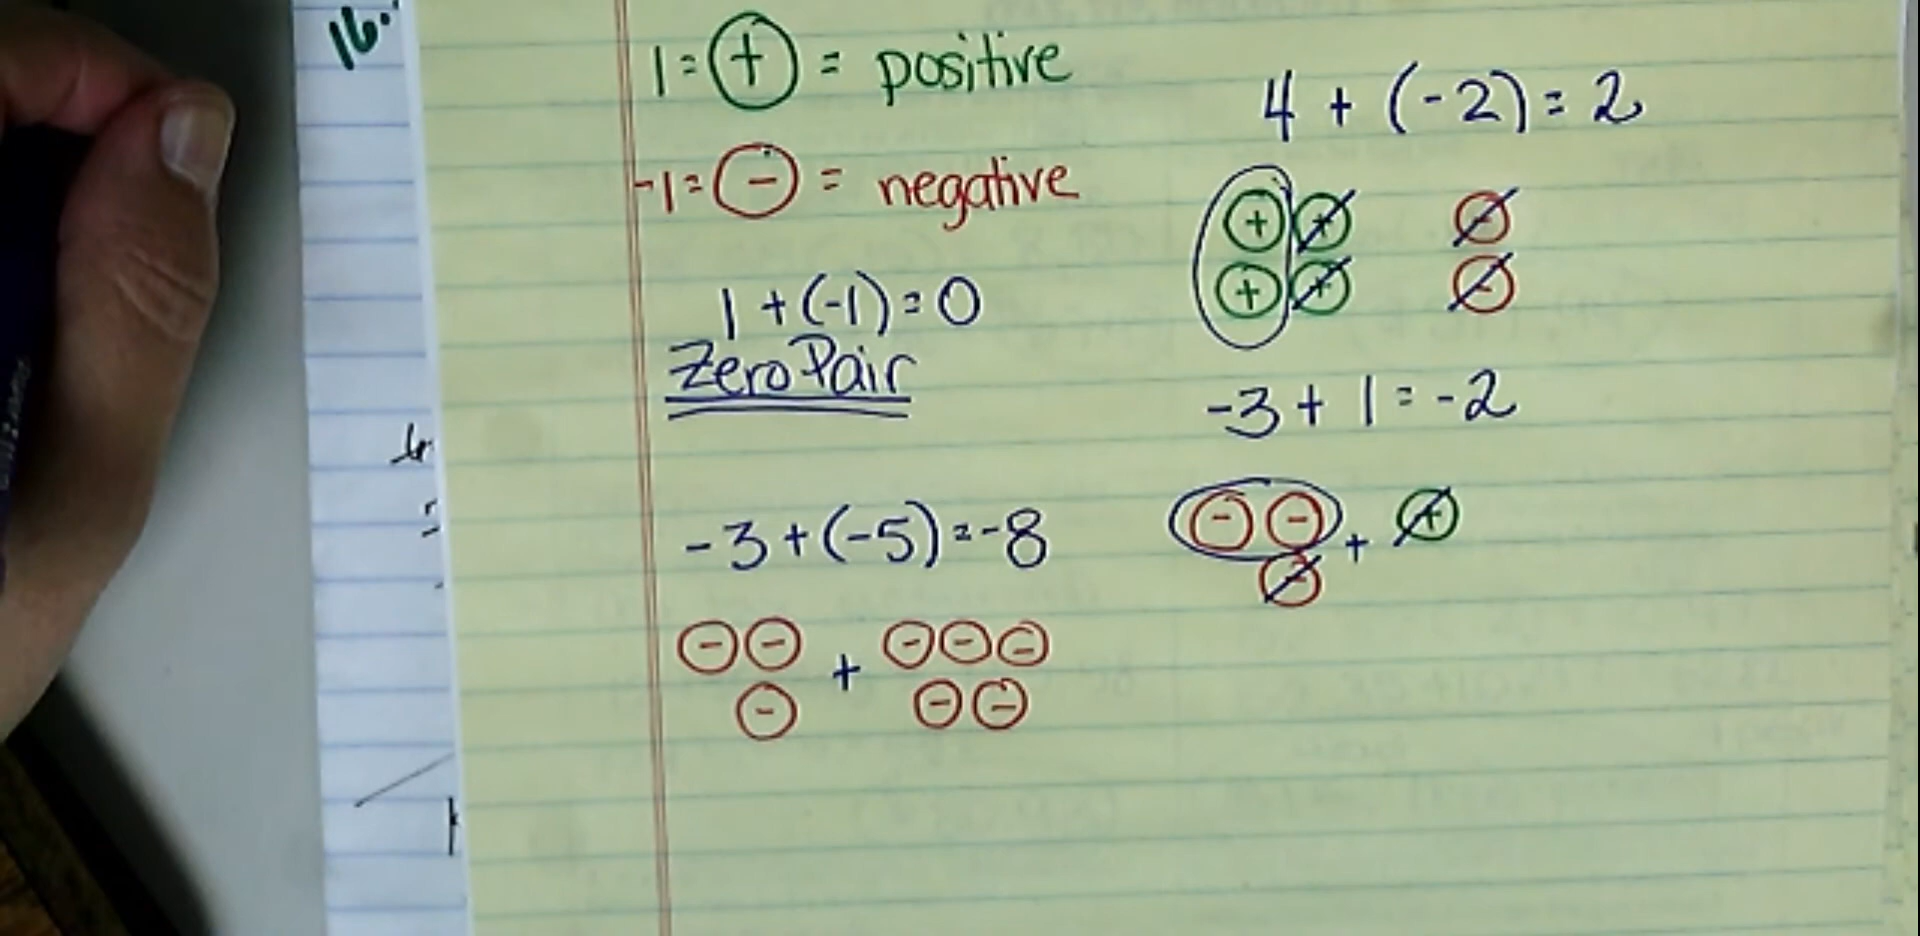 16.
1 = + = positive
-1 = - = negative
1 + (-1) = 0
Zero Pair
-3 + (-5) = -8
- - + - - -
- - -
4 + (-2) = 2
+ + -
+ + -
-3 + 1 = -2
- - + +
-